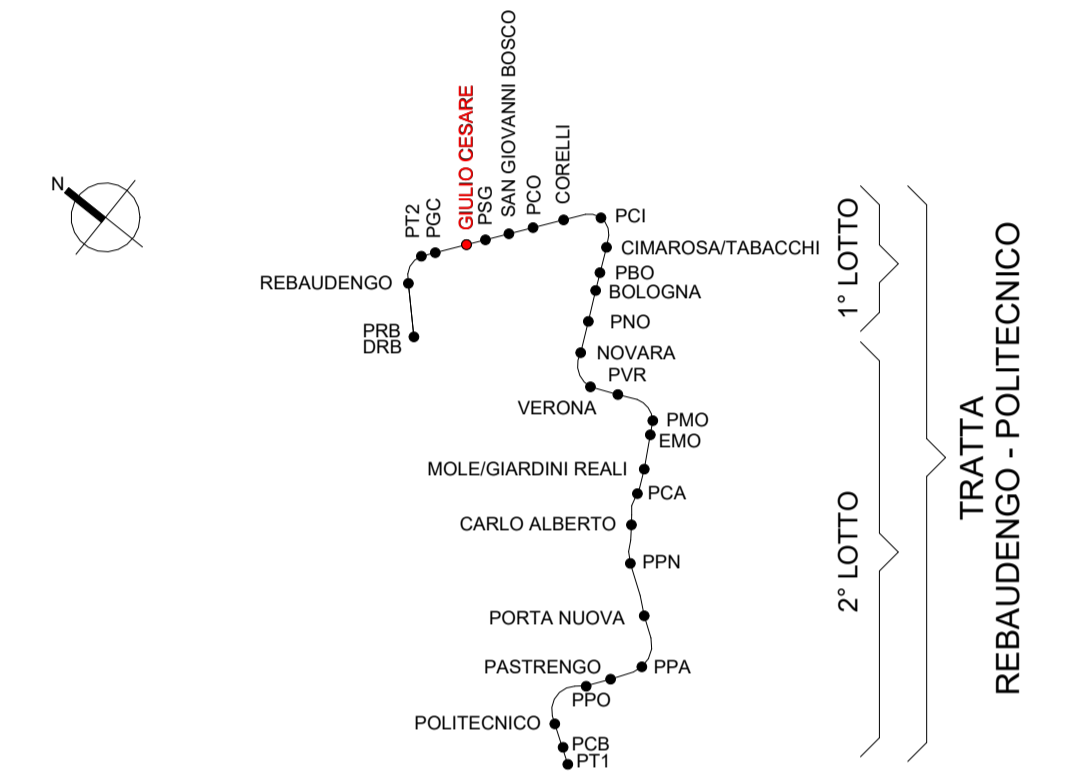 N
PT2
PGC
GIULIO CESARE
PSG
SAN GIOVANNI BOSCO
PCO
CORELLI
PCI
CIMAROSA/TABACCHI
REBAUDENGO
PBO
BOLOGNA
PRB
DRB
PNO
NOVARA
PVR
VERONA
PMO
EMO
MOLE/GIARDINI REALI
PCA
CARLO ALBERTO
PPN
PORTA NUOVA
PASTRENGO
PPA
PPO
POLITECNICO
PCB
PT1
1° LOTTO
2° LOTTO
TRATTA
REBAUDENGO - POLITECNICO